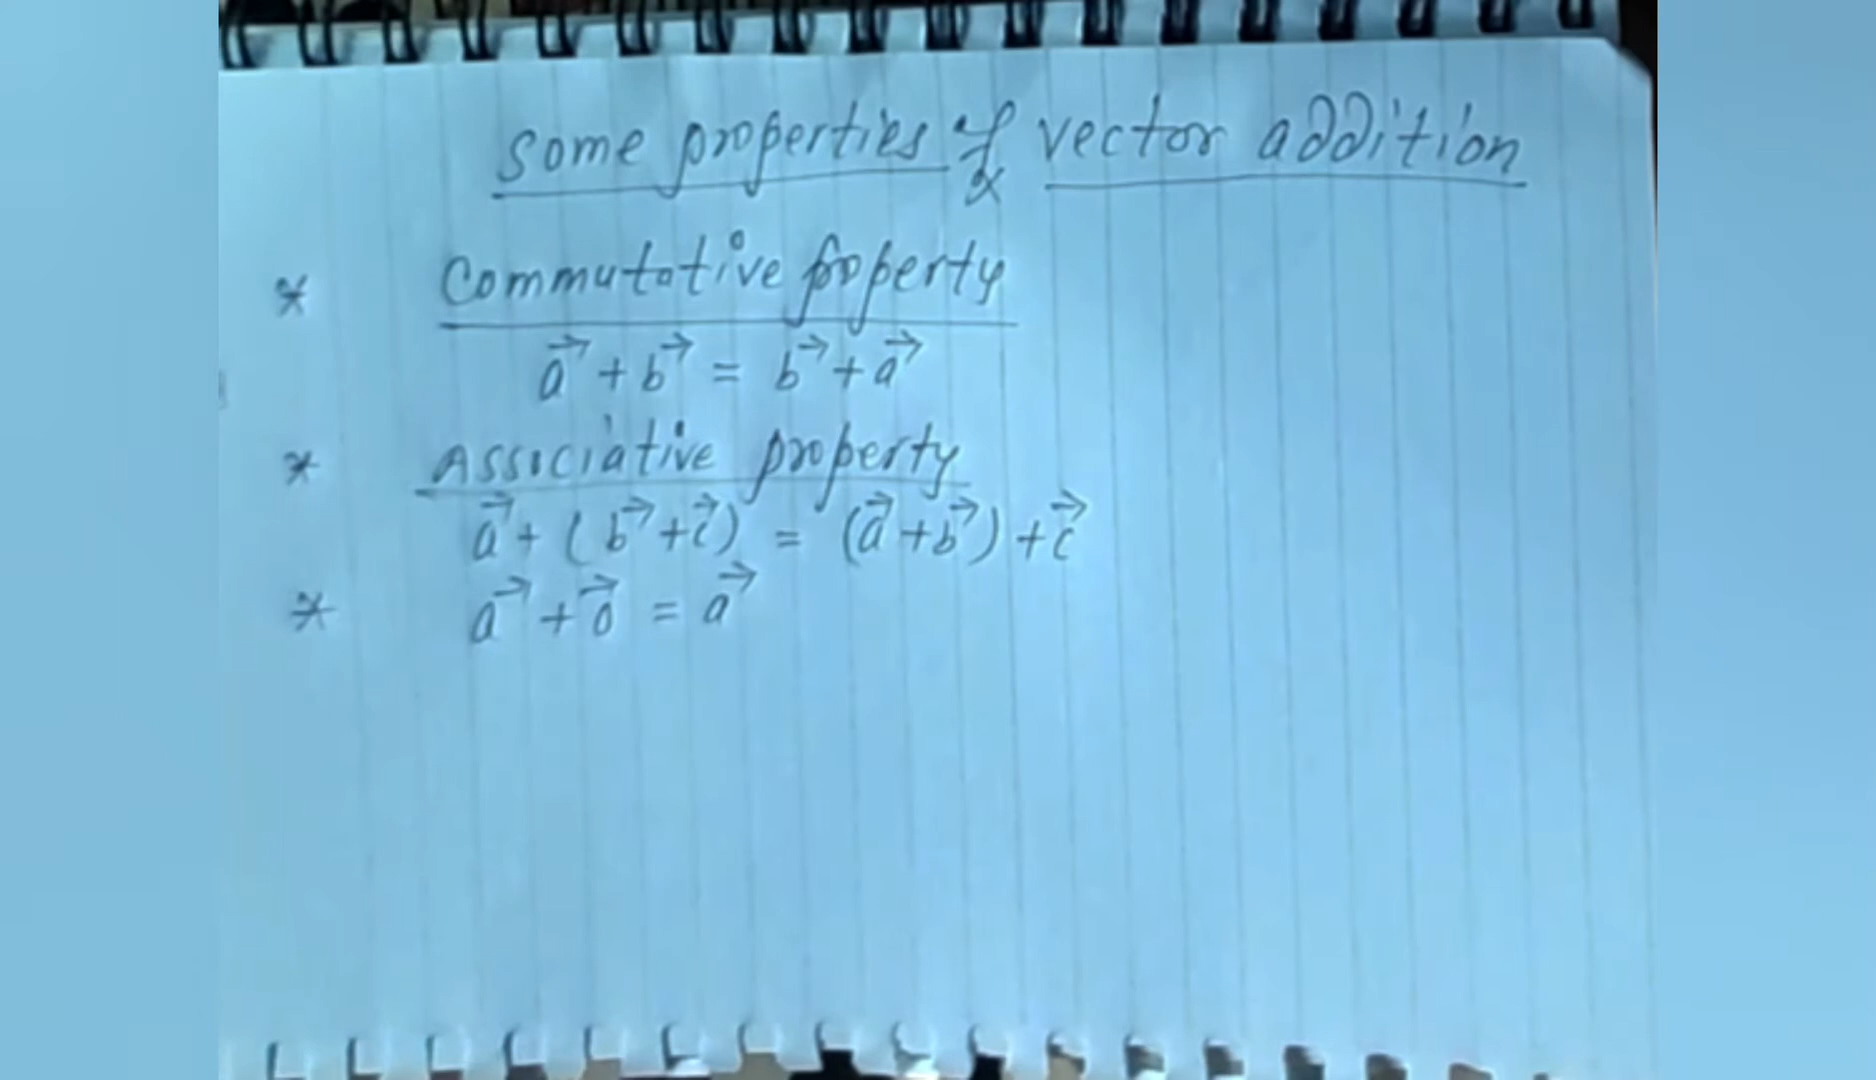 some properties of vector addition
* Commutative property
a⃗ + b⃗ = b⃗ + a⃗
* Associative property
a⃗ + (b⃗ + c⃗) = (a⃗ + b⃗) + c⃗
* a⃗ + 0⃗ = a⃗